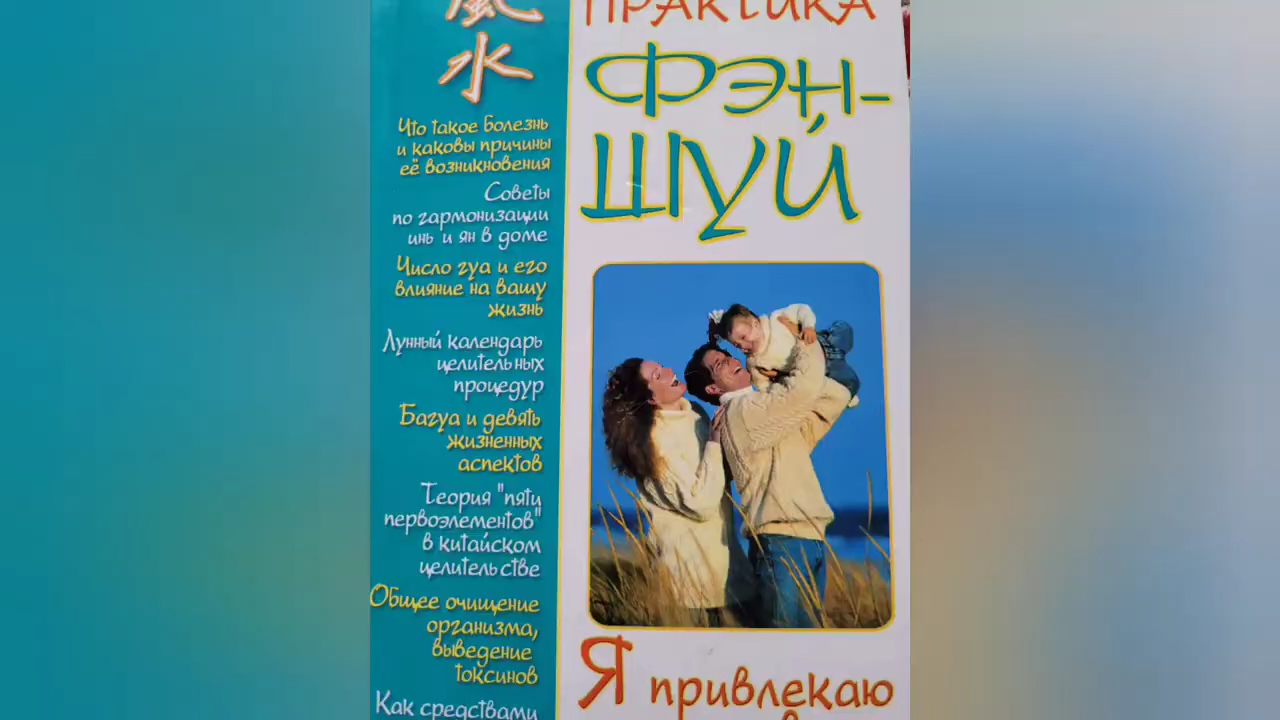 風
水
Что такое болезнь
и каковы причины
её возникновения
Советы
по гармонизации
инь и ян в доме
Число гуа и его
влияние на вашу
жизнь
Лунный календарь
целительных
процедур
Багуа и девять
жизненных
аспектов
Теория "пяти
первоэлементов"
в китайском
целительстве
Общее очищение
организма,
выведение
токсинов
Как средствами
ПРАКТИКА
ФЭН-
ШУЙ
Я привлекаю